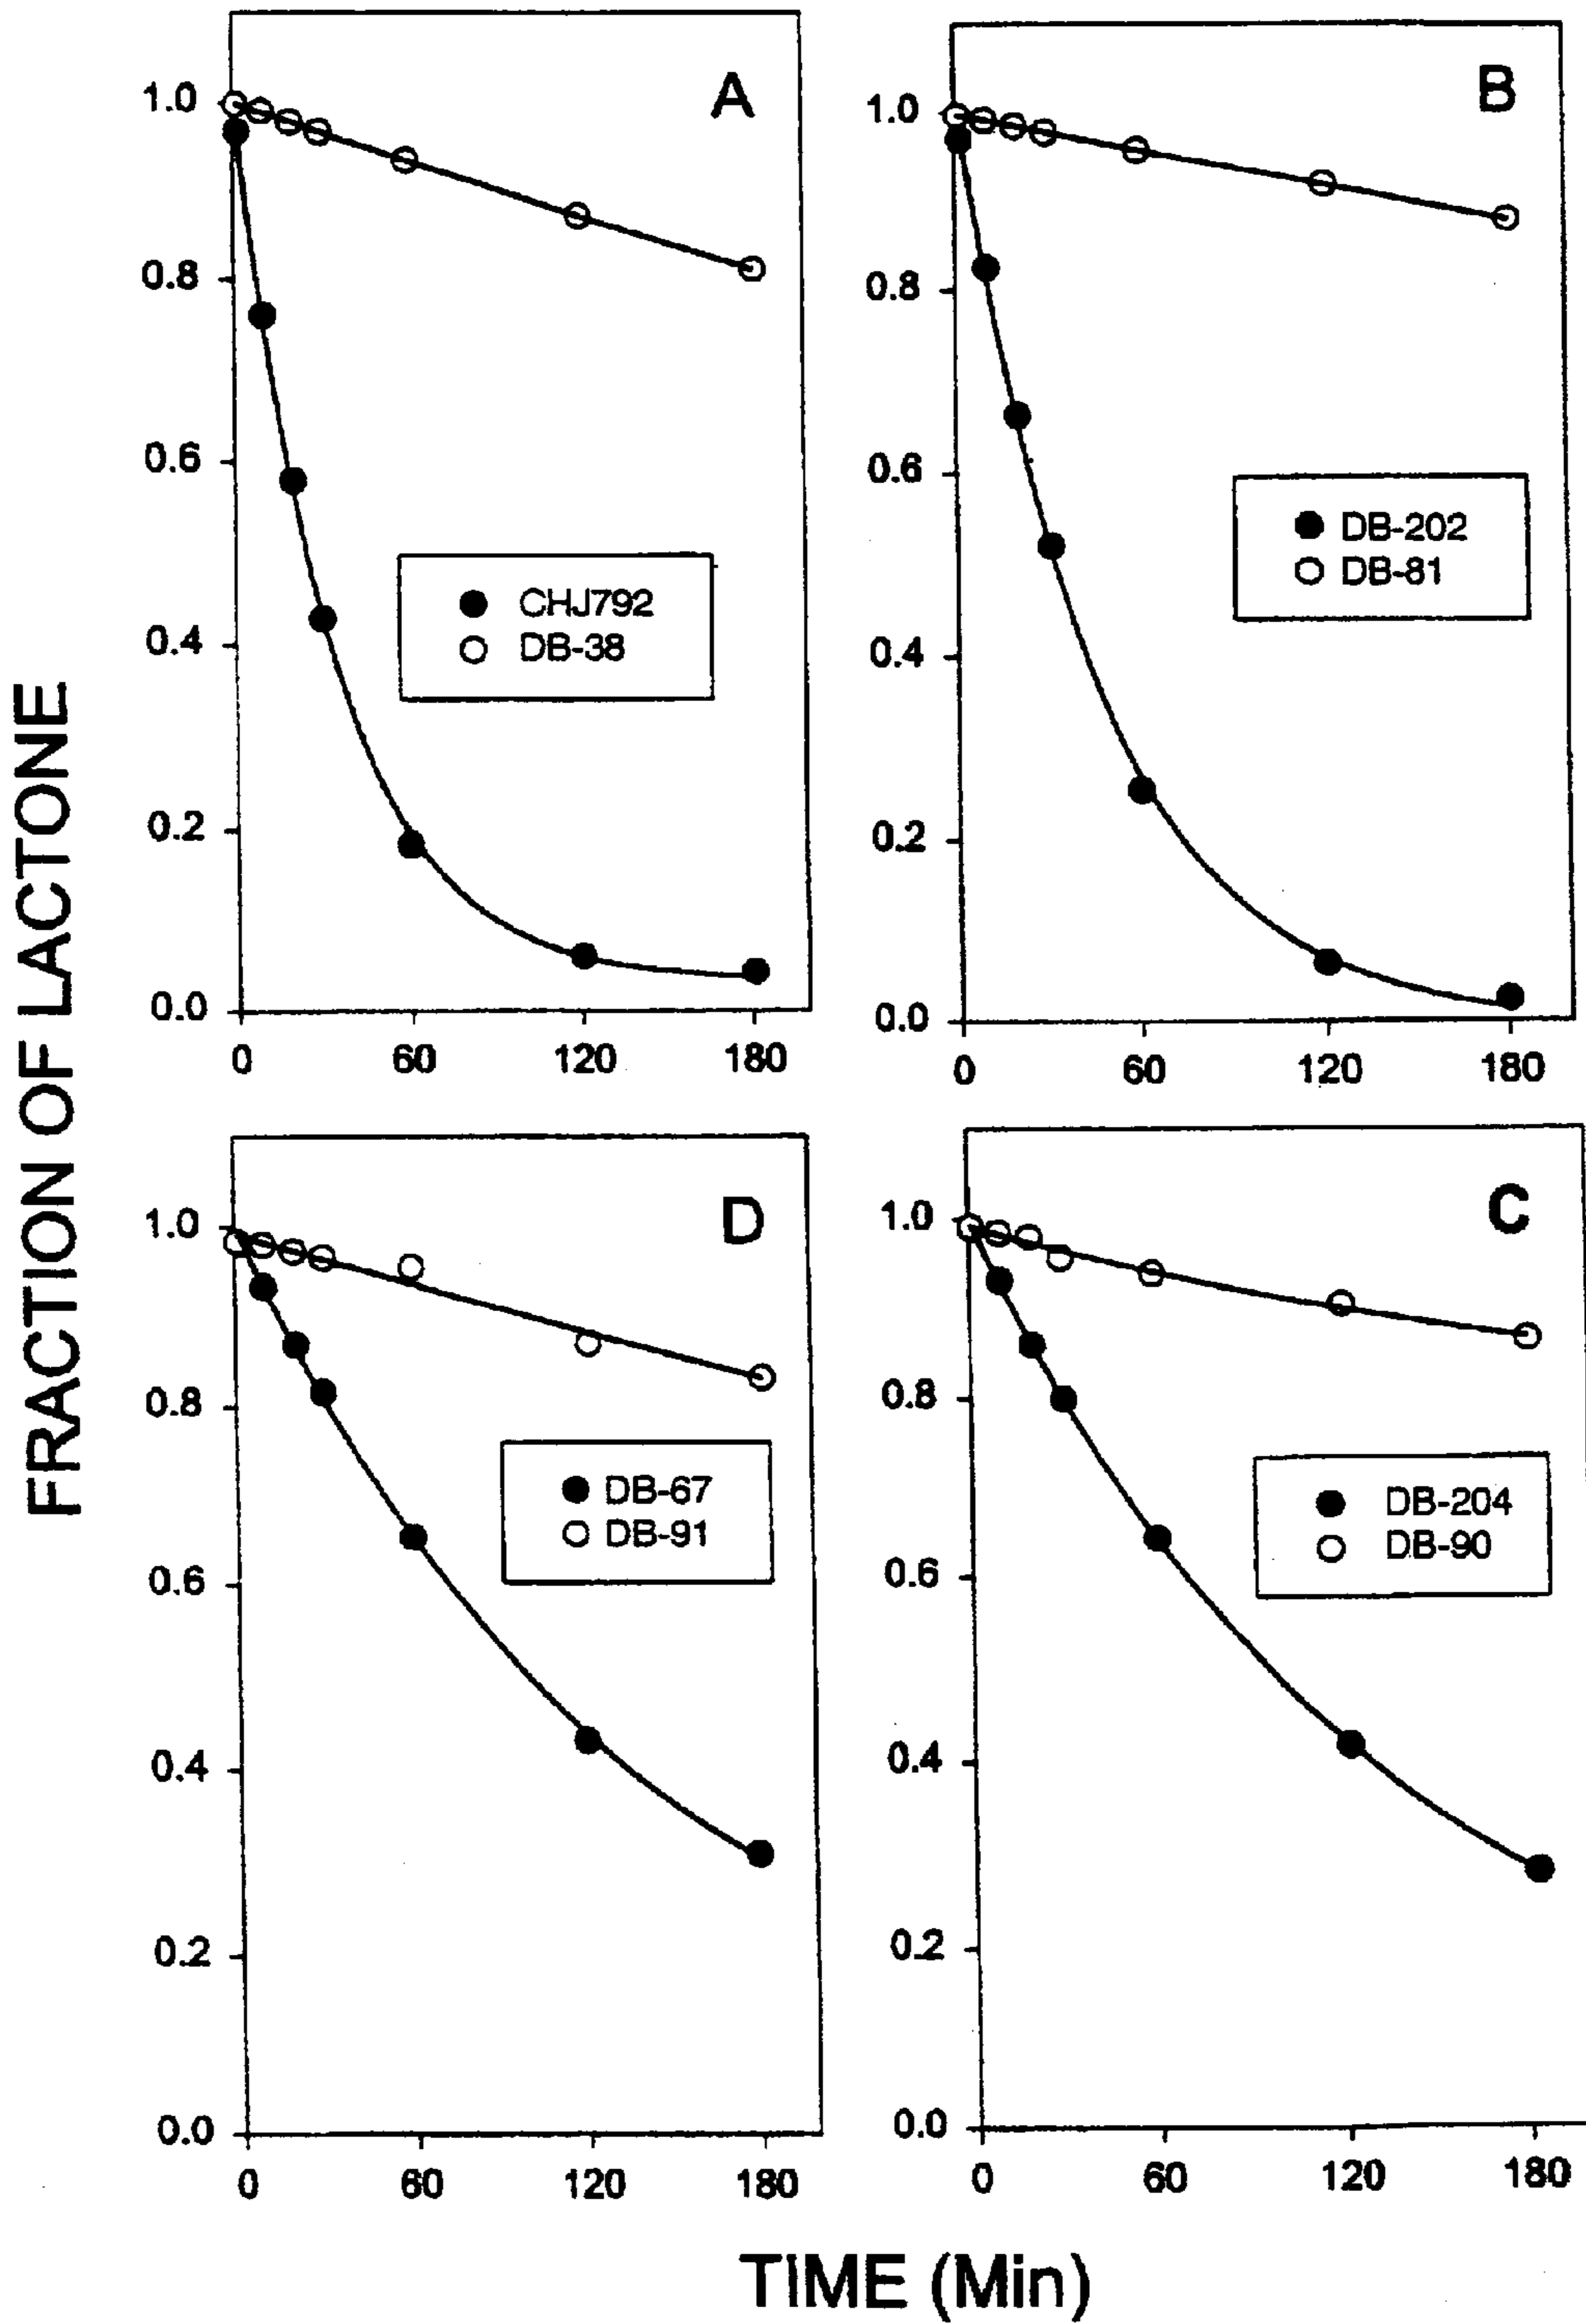 FRACTION OF LACTONE
A
1.0
0.8
0.6
0.4
0.2
0.0
CHJ792
DB-38
0 60 120 180
B
1.0
0.8
0.6
0.4
0.2
0.0
DB-202
DB-81
0 60 120 180
D
1.0
0.8
0.6
0.4
0.2
0.0
DB-67
DB-91
0 60 120 180
C
1.0
0.8
0.6
0.4
0.2
0.0
DB-204
DB-90
0 60 120 180
TIME (Min)